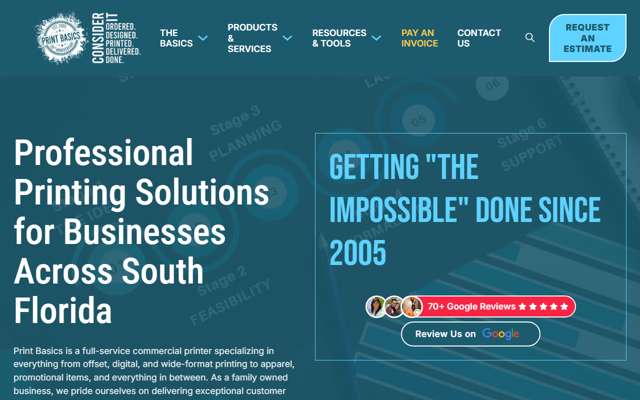 PRINT BASICS
CONSIDER IT
ORDERED.
DESIGNED.
PRINTED.
DELIVERED.
DONE.
THE
BASICS
PRODUCTS
&
SERVICES
RESOURCES
& TOOLS
PAY AN
INVOICE
CONTACT
US
REQUEST
AN
ESTIMATE
06
05
Stage 3
PLANNING
Stage 6
SUPPORT
Stage 2
FEASIBILITY
Professional
Printing Solutions
for Businesses
Across South
Florida
GETTING "THE
IMPOSSIBLE" DONE SINCE
2005
70+ Google Reviews
Review Us on Google
Print Basics is a full-service commercial printer specializing in
everything from offset, digital, and wide-format printing to apparel,
promotional items, and everything in between. As a family owned
business, we pride ourselves on delivering exceptional customer